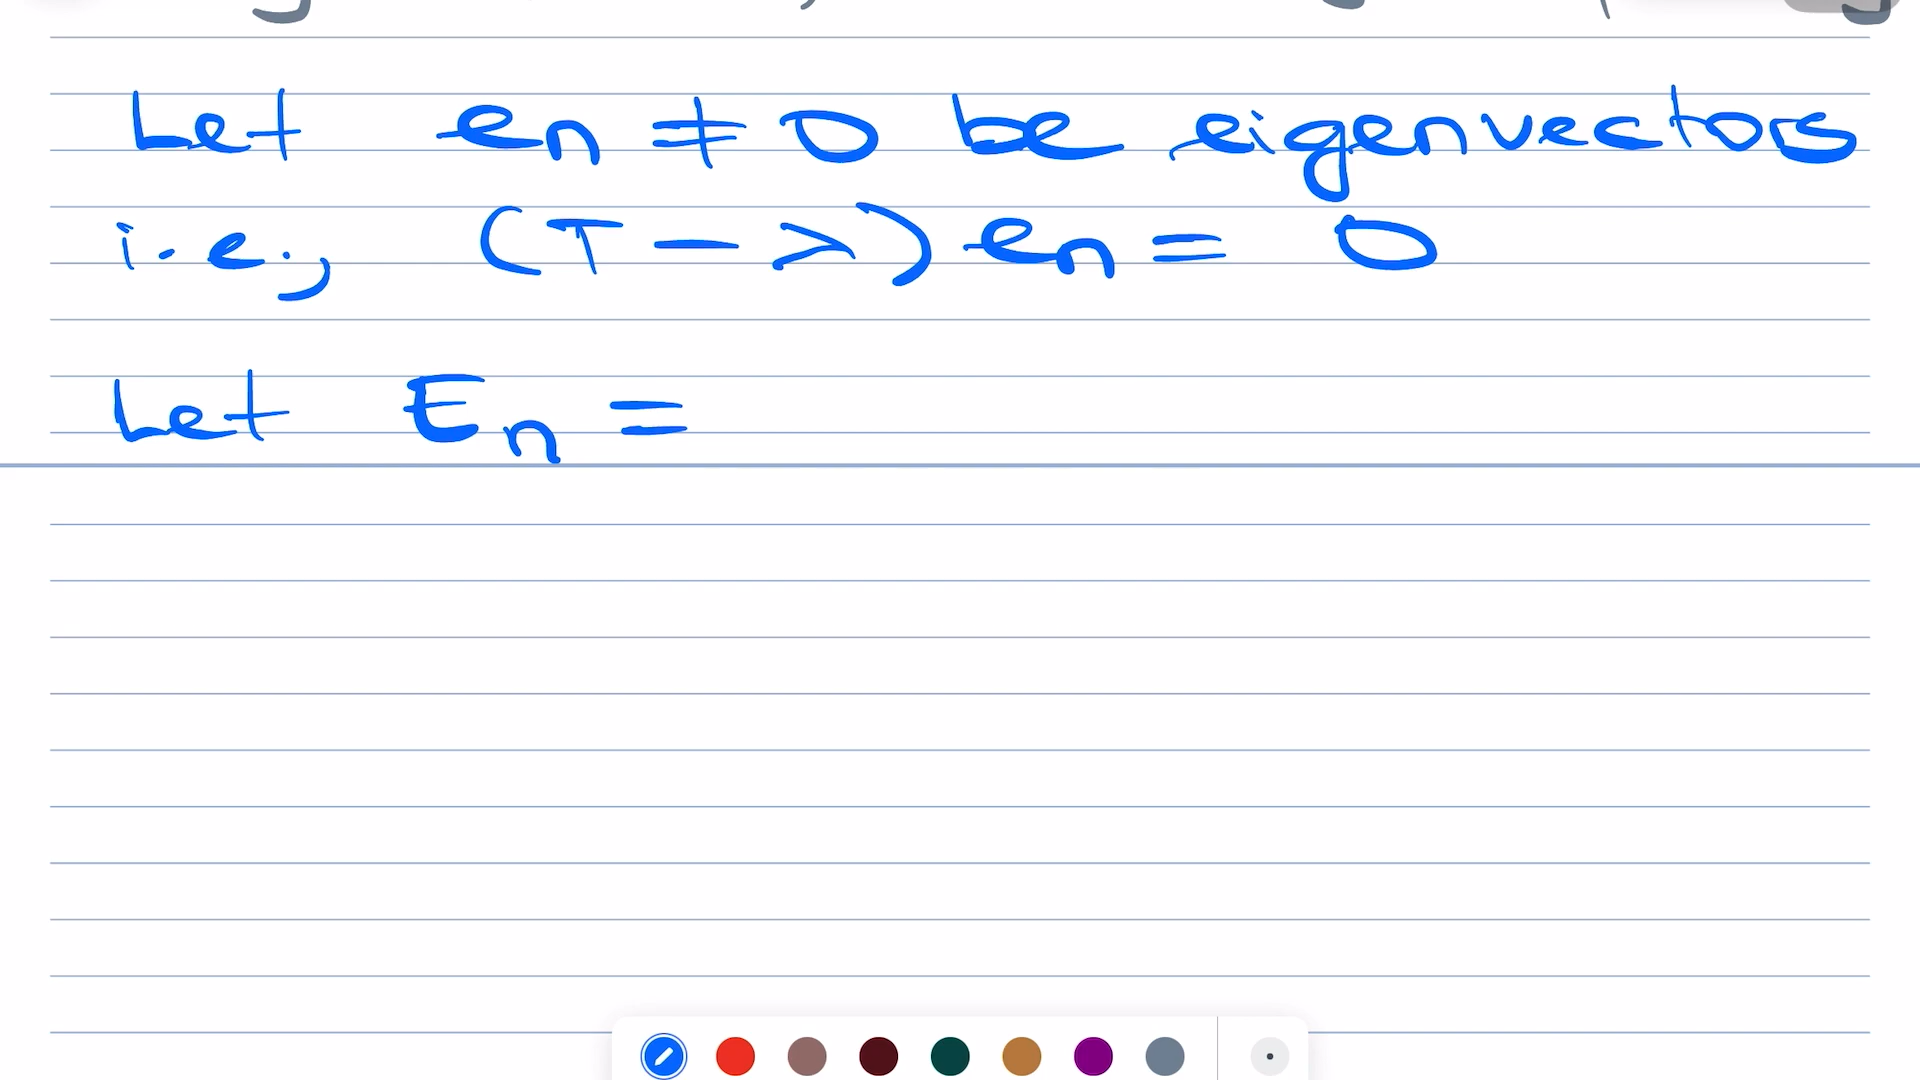 Let en ≠ 0 be eigenvectors
i.e., (T - λ) en = 0
Let En =